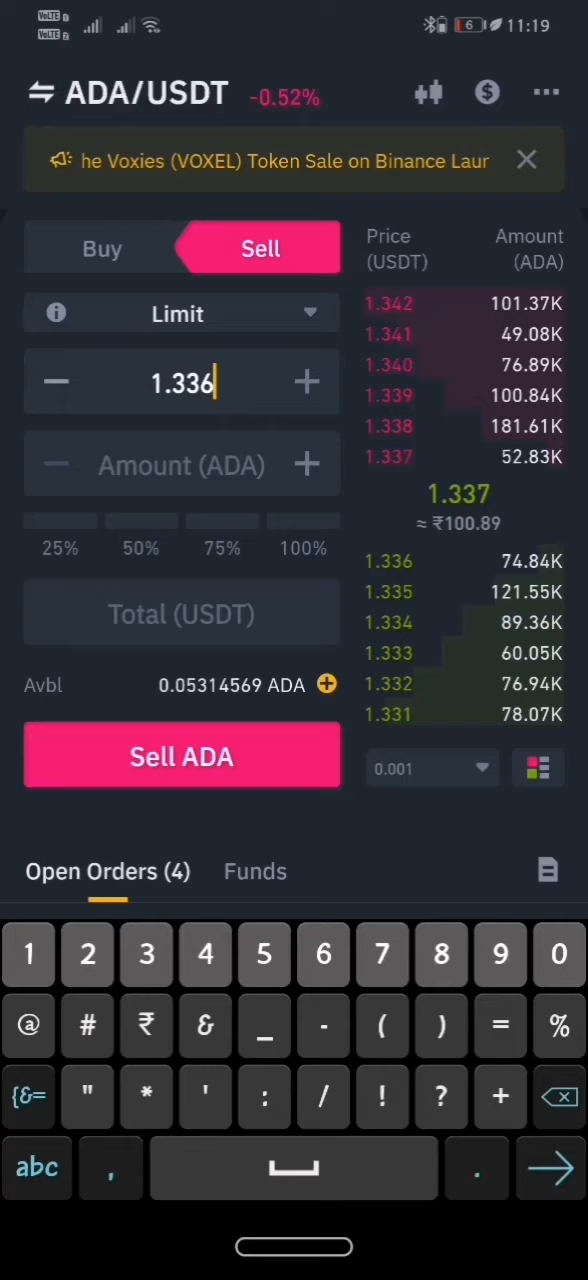 VoLTE
VoLTE 2
6 11:19
ADA/USDT -0.52%
he Voxies (VOXEL) Token Sale on Binance Laur
Buy Sell
Price (USDT) Amount (ADA)
Limit
1.336
Amount (ADA)
25% 50% 75% 100%
Total (USDT)
Avbl 0.05314569 ADA
Sell ADA
1.342 101.37K
1.341 49.08K
1.340 76.89K
1.339 100.84K
1.338 181.61K
1.337 52.83K
1.337
≈ ₹100.89
1.336 74.84K
1.335 121.55K
1.334 89.36K
1.333 60.05K
1.332 76.94K
1.331 78.07K
0.001
Open Orders (4) Funds
1 2 3 4 5 6 7 8 9 0
@ # ₹ & _ - ( ) = %
{&= " * ' : / ! ? +
abc , .